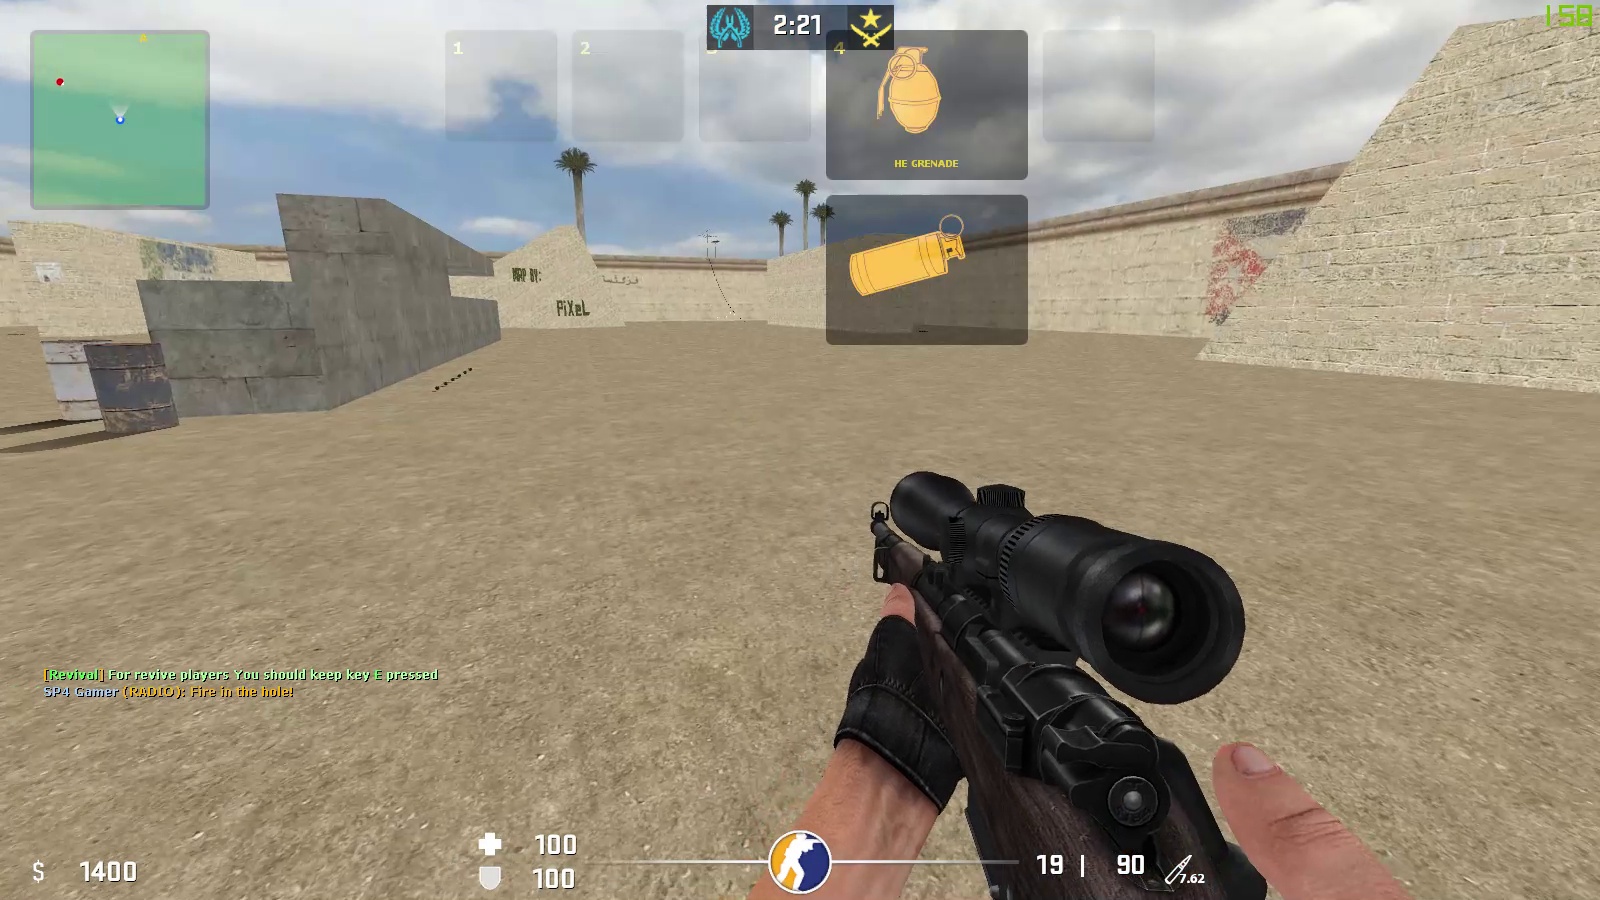 2:21
158
1
2
3
4
HE GRENADE
MAP BY:
PiXeL
[Revival] For revive players You should keep key E pressed
SP4 Gamer (RADIO): Fire in the hole!
$ 1400
100
100
19 | 90
7.62